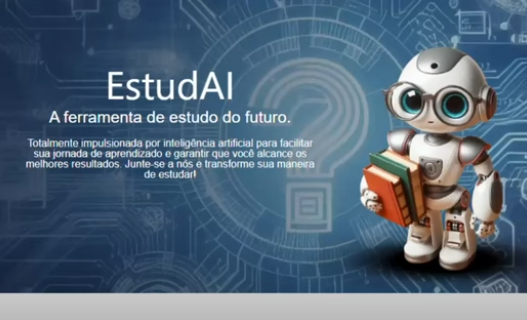 EstudAI
A ferramenta de estudo do futuro.
Totalmente impulsionada por inteligência artificial para facilitar
sua jornada de aprendizado e garantir que você alcance os
melhores resultados. Junte-se a nós e transforme sua maneira
de estudar!